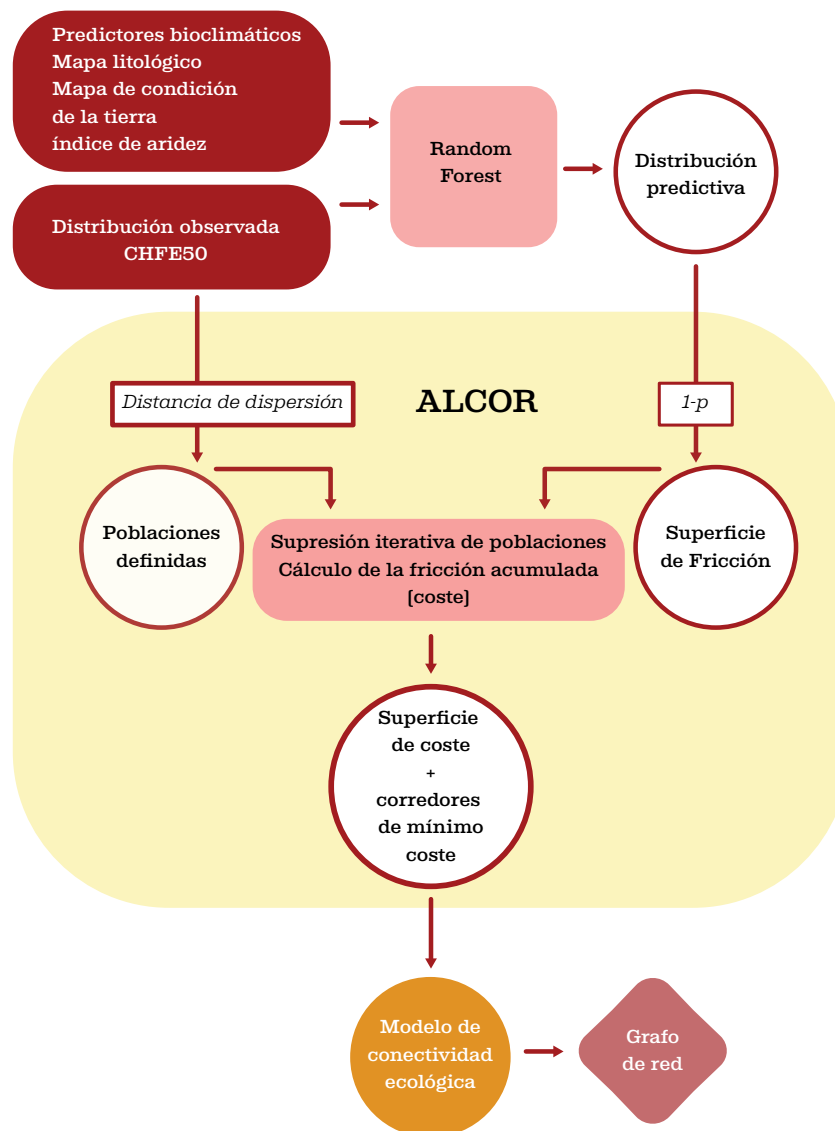 Predictores bioclimáticos
Mapa litológico
Mapa de condición
de la tierra
índice de aridez
Random
Forest
Distribución
predictiva
Distribución observada
CHFE50
Distancia de dispersión
ALCOR
1-p
Poblaciones
definidas
Supresión iterativa de poblaciones
Cálculo de la fricción acumulada
(coste)
Superficie
de Fricción
Superficie
de coste
+
corredores
de mínimo
coste
Modelo de
conectividad
ecológica
Grafo
de red